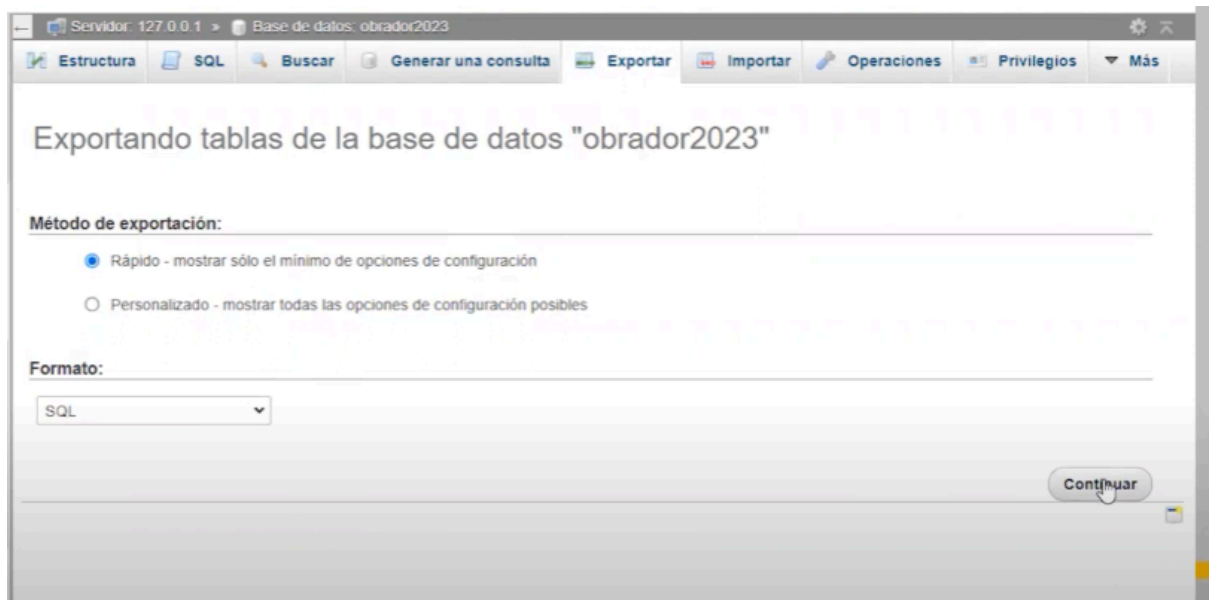 Servidor: 127.0.0.1 » Base de datos: obrador2023
Estructura SQL Buscar Generar una consulta Exportar Importar Operaciones Privilegios Más
Exportando tablas de la base de datos "obrador2023"
Método de exportación:
Rápido - mostrar sólo el mínimo de opciones de configuración
Personalizado - mostrar todas las opciones de configuración posibles
Formato:
SQL
Continuar